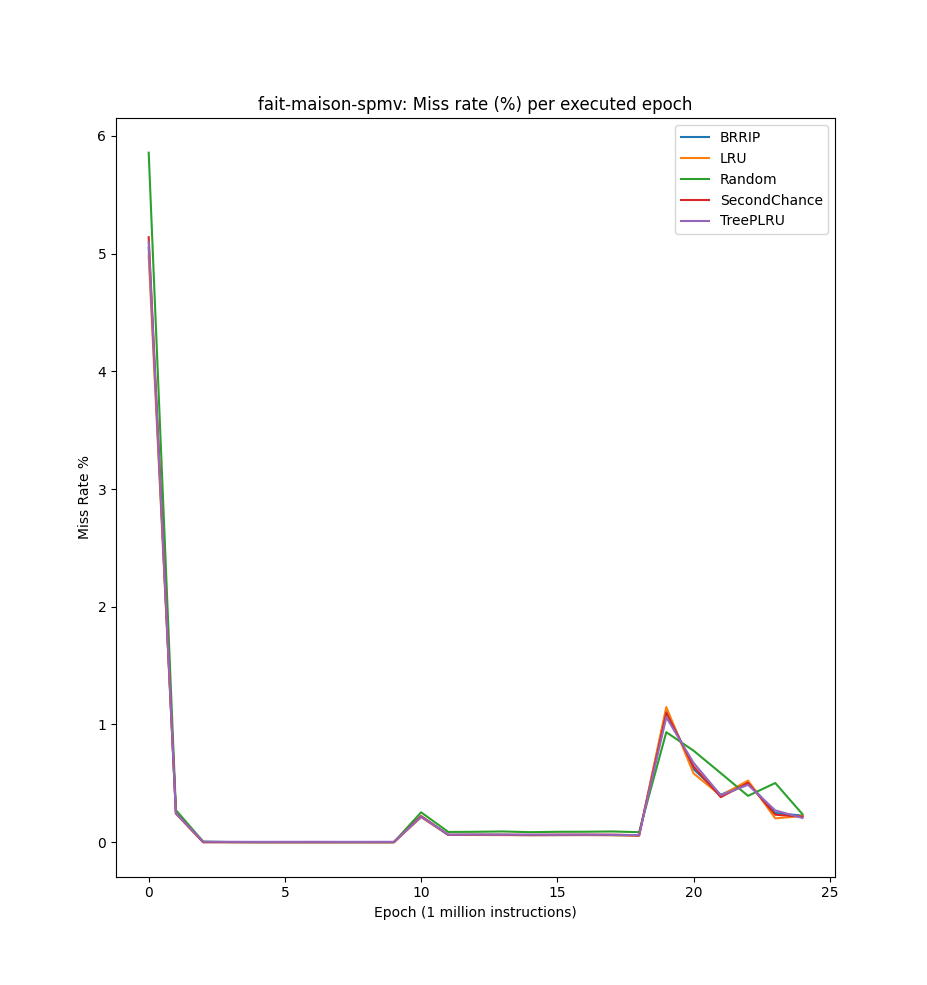 fait-maison-spmv: Miss rate (%) per executed epoch
BRRIP
LRU
Random
SecondChance
TreePLRU
Miss Rate %
6
5
4
3
2
1
0
0 5 10 15 20 25
Epoch (1 million instructions)